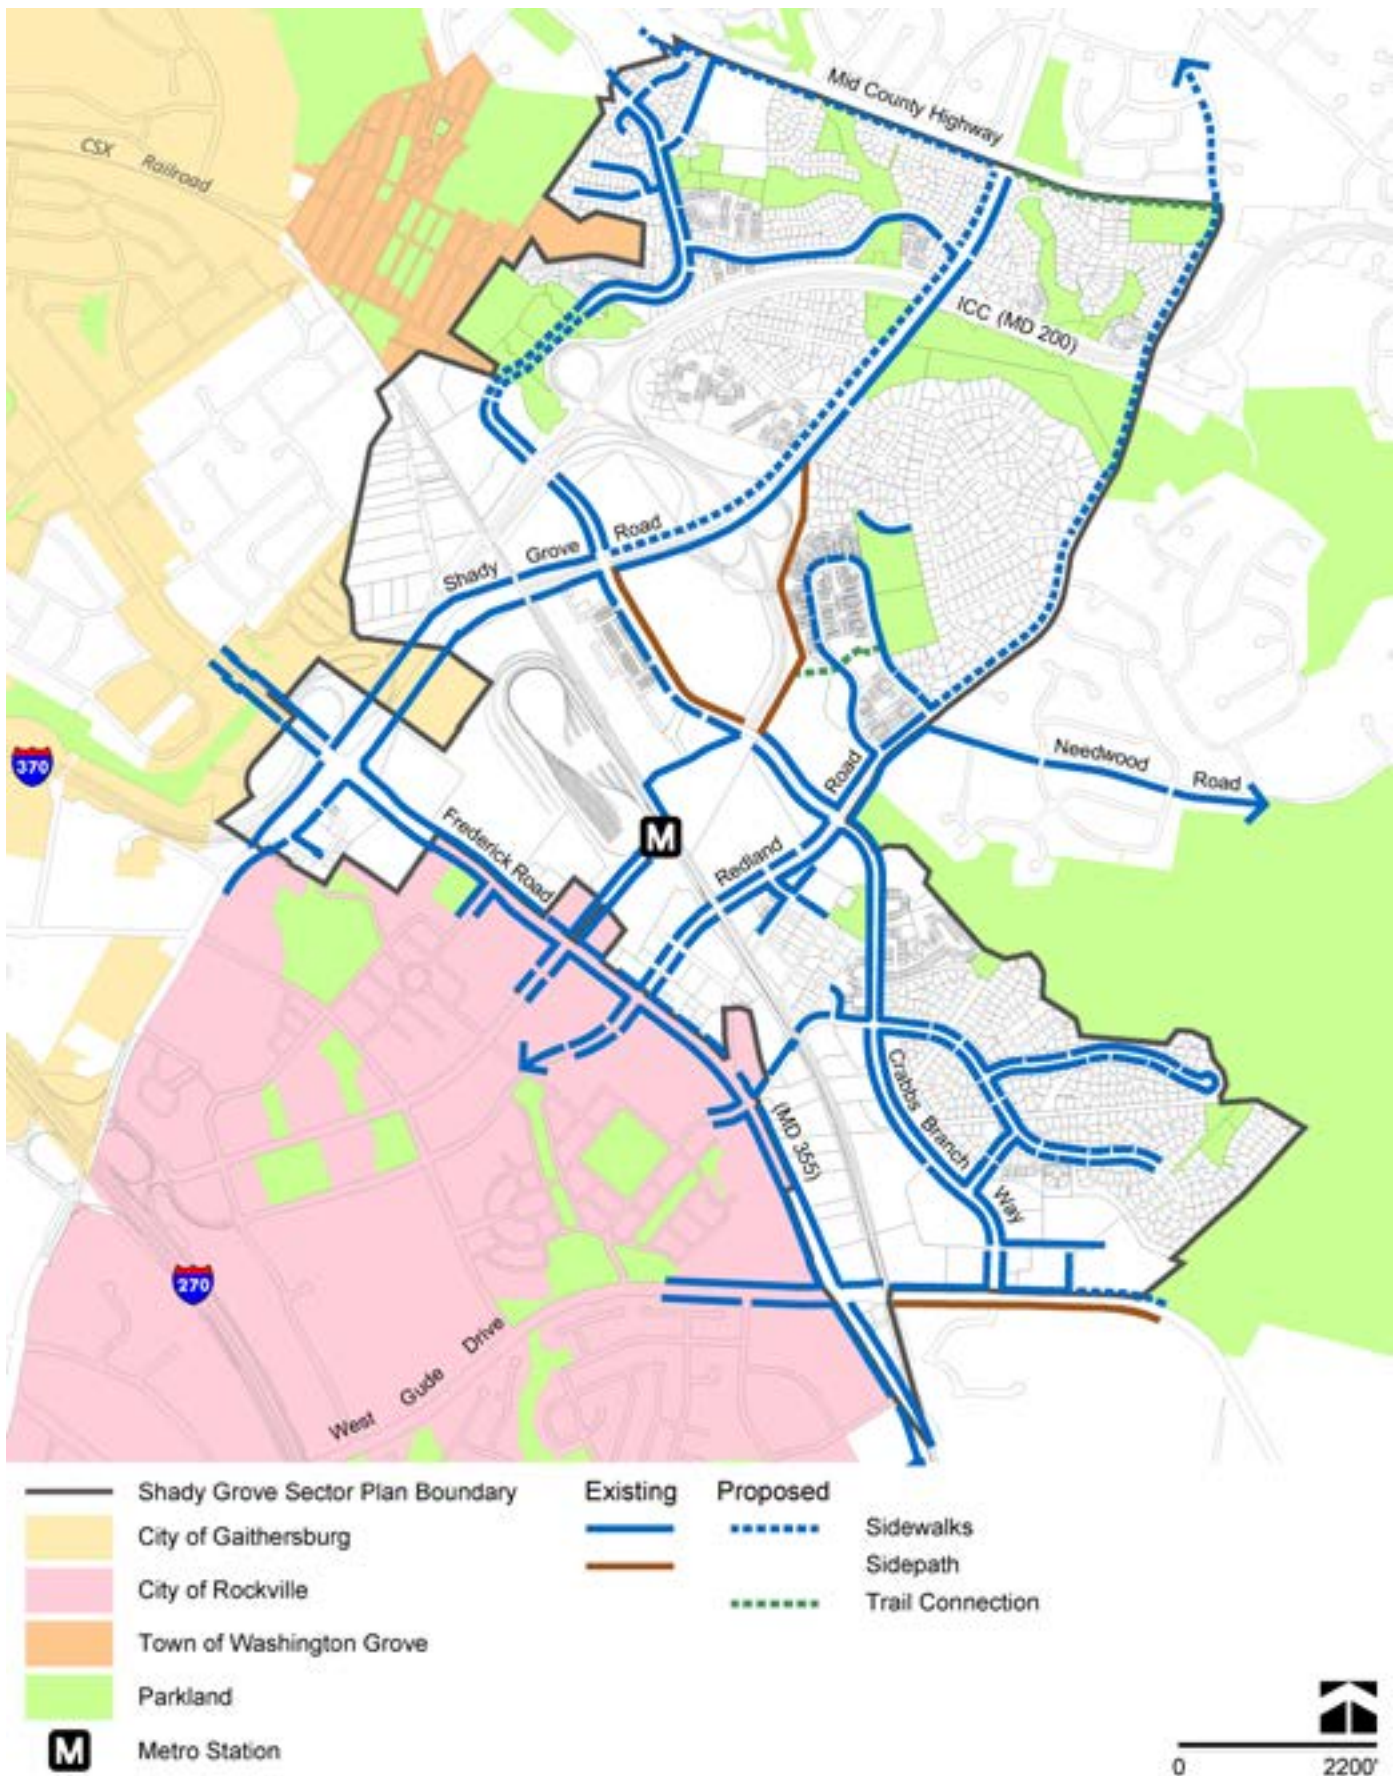 Mid County Highway
CSX Railroad
ICC (MD 200)
Shady Grove Road
370
Needwood Road
Frederick Road
M
Redland Road
(MD 355)
Crabbs Branch Way
270
West Gude Drive
Shady Grove Sector Plan Boundary
City of Gaithersburg
City of Rockville
Town of Washington Grove
Parkland
M Metro Station
Existing Proposed
Sidewalks
Sidepath
Trail Connection
0 2200'